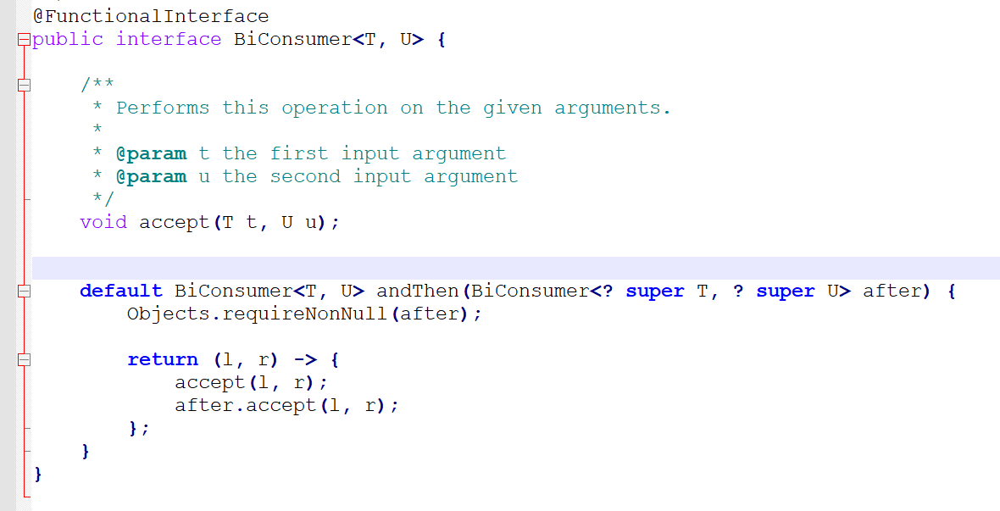 @FunctionalInterface
public interface BiConsumer<T, U> {
/**
* Performs this operation on the given arguments.
*
* @param t the first input argument
* @param u the second input argument
*/
void accept(T t, U u);
default BiConsumer<T, U> andThen(BiConsumer<? super T, ? super U> after) {
Objects.requireNonNull(after);
return (l, r) -> {
accept(l, r);
after.accept(l, r);
};
}
}